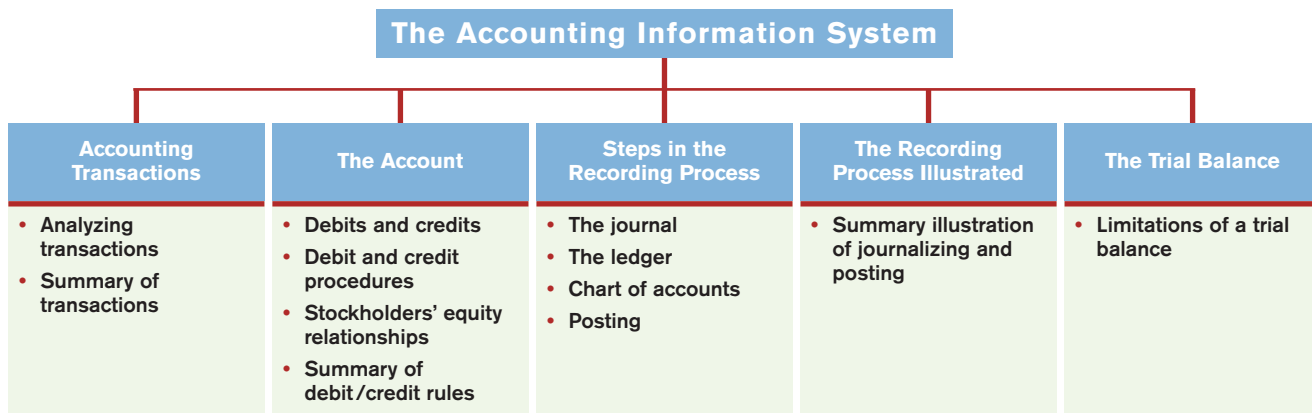 The Accounting Information System
Accounting
Transactions
• Analyzing
transactions
• Summary of
transactions
The Account
• Debits and credits
• Debit and credit
procedures
• Stockholders' equity
relationships
• Summary of
debit/credit rules
Steps in the
Recording Process
• The journal
• The ledger
• Chart of accounts
• Posting
The Recording
Process Illustrated
• Summary illustration
of journalizing and
posting
The Trial Balance
• Limitations of a trial
balance